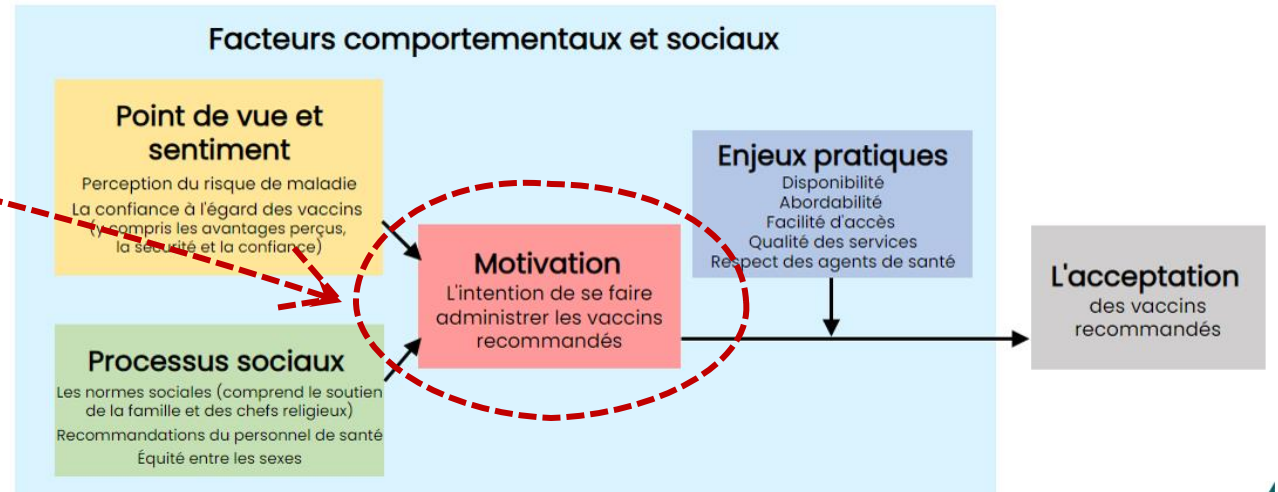 Facteurs comportementaux et sociaux
Point de vue et
sentiment
Perception du risque de maladie
La confiance à l'égard des vaccins
(y compris les avantages perçus,
la sécurité et la confiance)
Processus sociaux
Les normes sociales (comprend le soutien
de la famille et des chefs religieux)
Recommandations du personnel de santé
Équité entre les sexes
Motivation
L'intention de se faire
administrer les vaccins
recommandés
Enjeux pratiques
Disponibilité
Abordabilité
Facilité d'accès
Qualité des services
Respect des agents de santé
L'acceptation
des vaccins
recommandés